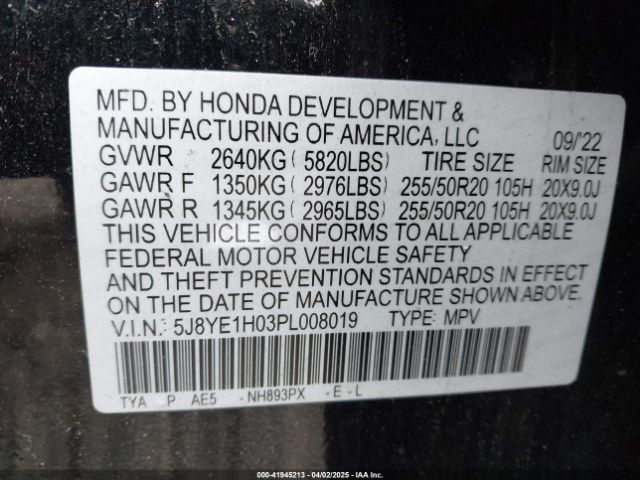 MFD. BY HONDA DEVELOPMENT &
MANUFACTURING OF AMERICA, LLC 09/'22
GVWR 2640KG( 5820LBS) TIRE SIZE RIM SIZE
GAWR F 1350KG( 2976LBS) 255/50R20 105H 20X9.0J
GAWR R 1345KG( 2965LBS) 255/50R20 105H 20X9.0J
THIS VEHICLE CONFORMS TO ALL APPLICABLE
FEDERAL MOTOR VEHICLE SAFETY
AND THEFT PREVENTION STANDARDS IN EFFECT
ON THE DATE OF MANUFACTURE SHOWN ABOVE.
V.I.N: 5J8YE1H03PL008019 TYPE: MPV
TYA P AE5 -NH893PX -E -L
000-41945213 - 04/02/2025 - IAA Inc.